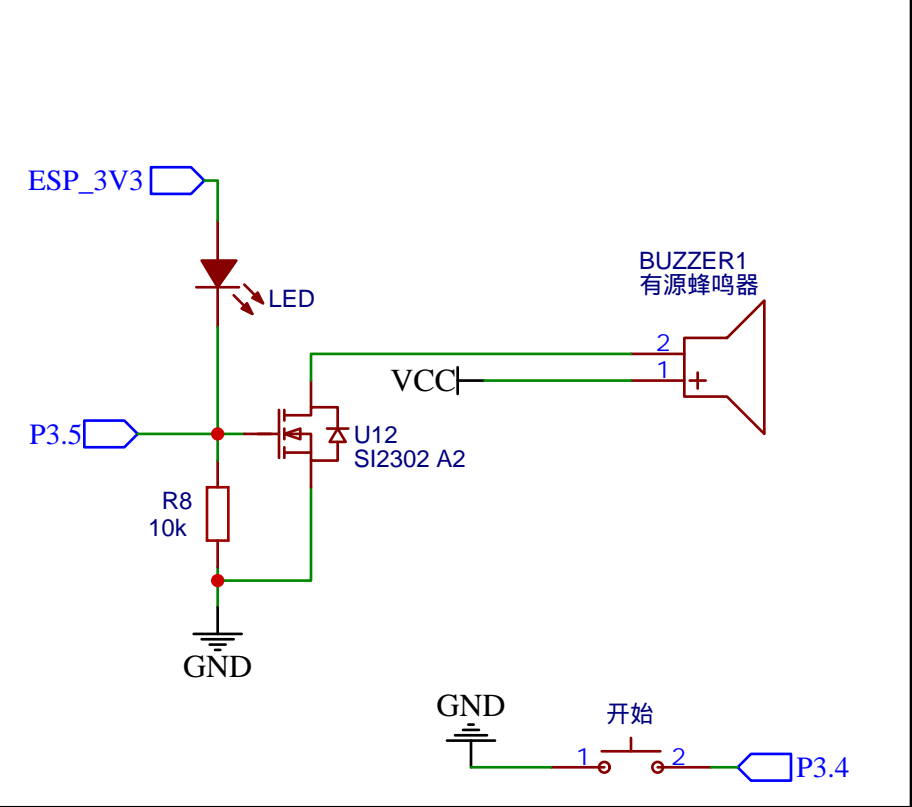 ESP_3V3
LED
BUZZER1
有源蜂鸣器
2
VCC
1
+
P3.5
U12
SI2302 A2
R8
10k
GND
GND
开始
1
2
P3.4